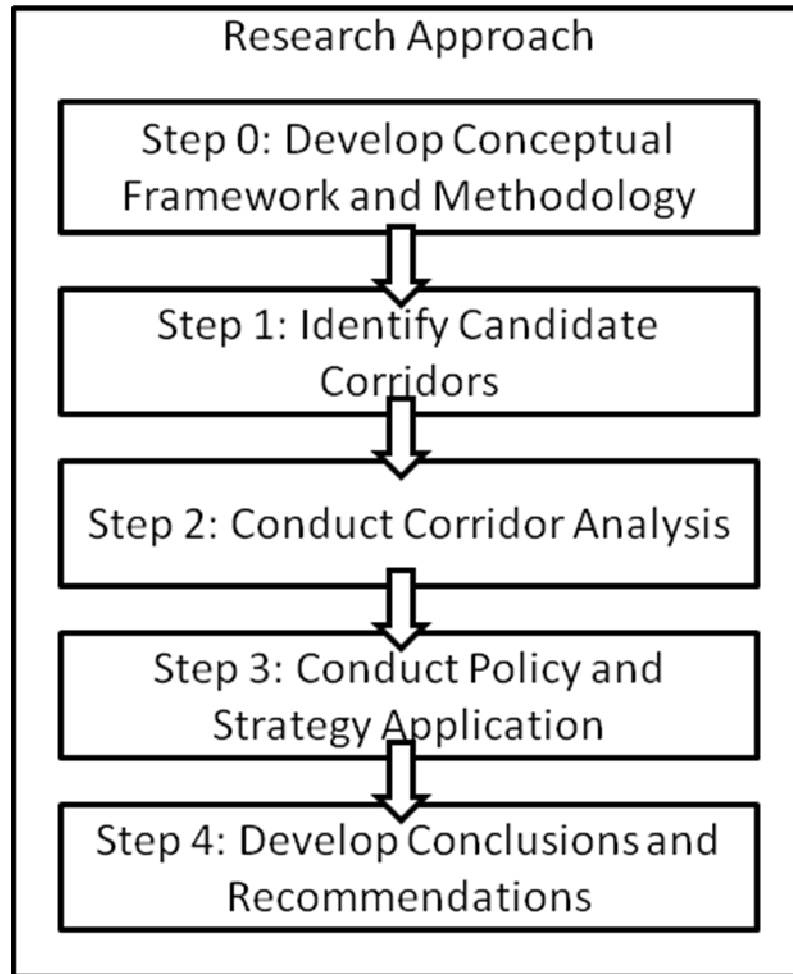 Research Approach
Step 0: Develop Conceptual
Framework and Methodology
Step 1: Identify Candidate
Corridors
Step 2: Conduct Corridor Analysis
Step 3: Conduct Policy and
Strategy Application
Step 4: Develop Conclusions and
Recommendations